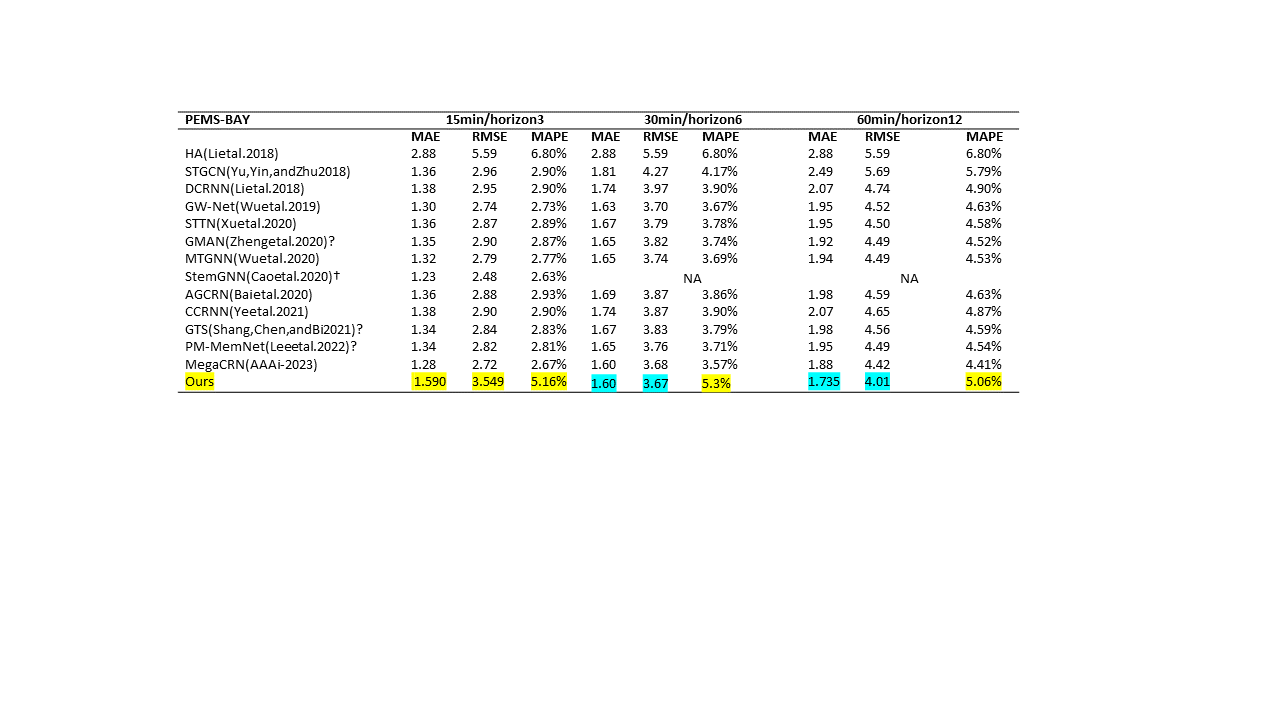 PEMS-BAY 15min/horizon3 30min/horizon6 60min/horizon12
MAE RMSE MAPE MAE RMSE MAPE MAE RMSE MAPE
HA(Lietal.2018) 2.88 5.59 6.80% 2.88 5.59 6.80% 2.88 5.59 6.80%
STGCN(Yu,Yin,andZhu2018) 1.36 2.96 2.90% 1.81 4.27 4.17% 2.49 5.69 5.79%
DCRNN(Lietal.2018) 1.38 2.95 2.90% 1.74 3.97 3.90% 2.07 4.74 4.90%
GW-Net(Wuetal.2019) 1.30 2.74 2.73% 1.63 3.70 3.67% 1.95 4.52 4.63%
STTN(Xuetal.2020) 1.36 2.87 2.89% 1.67 3.79 3.78% 1.95 4.50 4.58%
GMAN(Zhengetal.2020)? 1.35 2.90 2.87% 1.65 3.82 3.74% 1.92 4.49 4.52%
MTGNN(Wuetal.2020) 1.32 2.79 2.77% 1.65 3.74 3.69% 1.94 4.49 4.53%
StemGNN(Caoetal.2020)† 1.23 2.48 2.63% NA NA
AGCRN(Baietal.2020) 1.36 2.88 2.93% 1.69 3.87 3.86% 1.98 4.59 4.63%
CCRNN(Yeetal.2021) 1.38 2.90 2.90% 1.74 3.87 3.90% 2.07 4.65 4.87%
GTS(Shang,Chen,andBi2021)? 1.34 2.84 2.83% 1.67 3.83 3.79% 1.98 4.56 4.59%
PM-MemNet(Leeetal.2022)? 1.34 2.82 2.81% 1.65 3.76 3.71% 1.95 4.49 4.54%
MegaCRN(AAAi-2023) 1.28 2.72 2.67% 1.60 3.68 3.57% 1.88 4.42 4.41%
Ours 1.590 3.549 5.16% 1.60 3.67 5.3% 1.735 4.01 5.06%